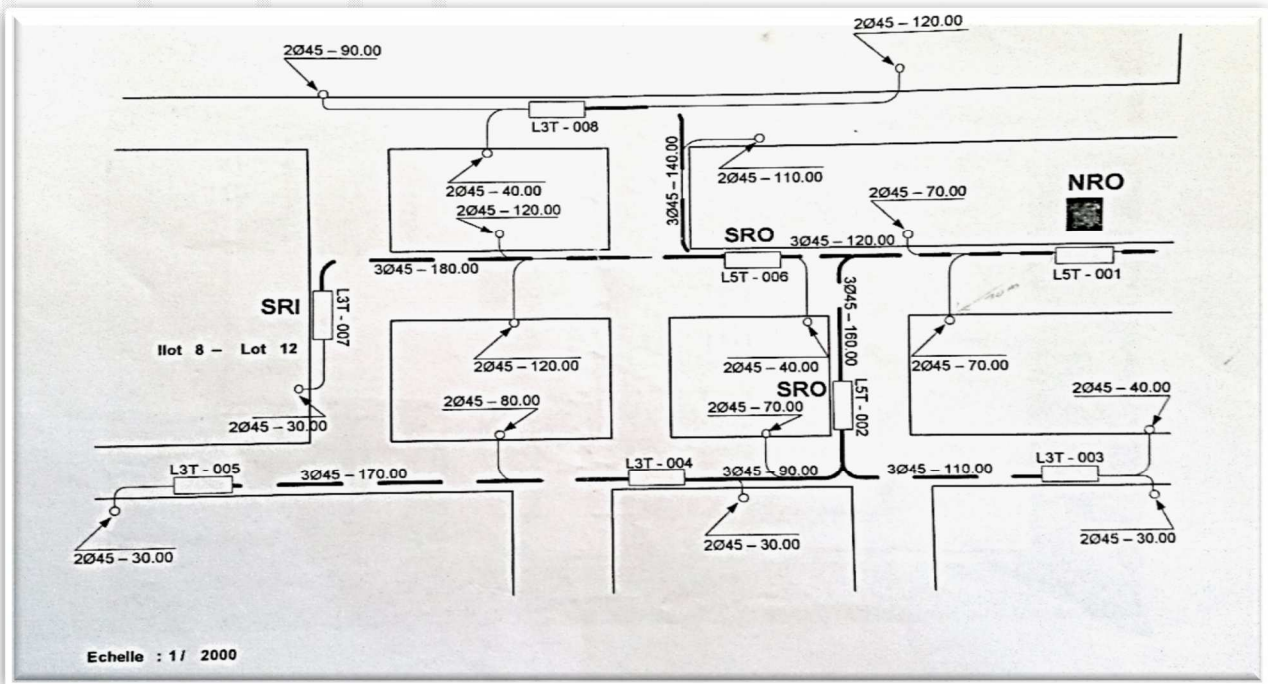 2Ø45 – 120.00
2Ø45 – 90.00
L3T - 008
3Ø45 – 140.00
2Ø45 – 110.00
2Ø45 – 40.00
2Ø45 – 70.00
NRO
2Ø45 – 120.00
SRO
3Ø45 – 120.00
3Ø45 – 180.00
L5T - 006
L5T - 001
SRI
L3T - 007
3Ø45 – 160.00
Ilot 8 – Lot 12
2Ø45 – 120.00
2Ø45 – 40.00
2Ø45 – 70.00
SRO
L5T - 002
2Ø45 – 40.00
2Ø45 – 80.00
2Ø45 – 70.00
2Ø45 – 30.00
L3T - 005
3Ø45 – 170.00
L3T - 004
3Ø45 – 90.00
3Ø45 – 110.00
L3T - 003
2Ø45 – 30.00
2Ø45 – 30.00
2Ø45 – 30.00
Echelle : 1/ 2000